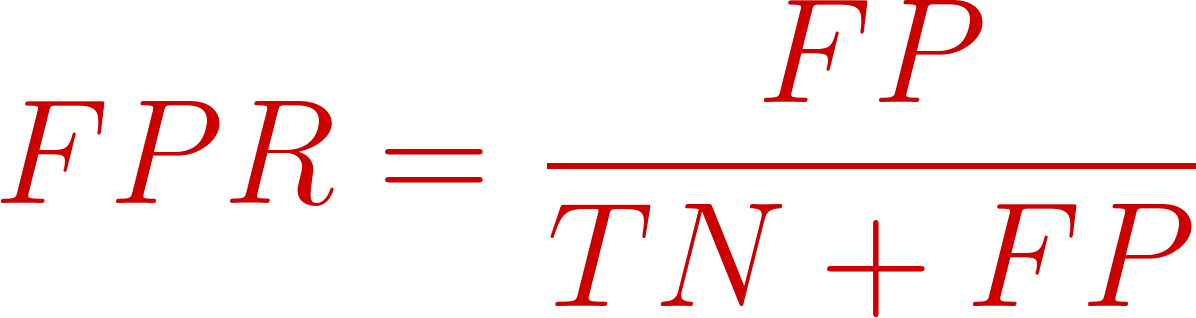 FPR = FP / TN + FP